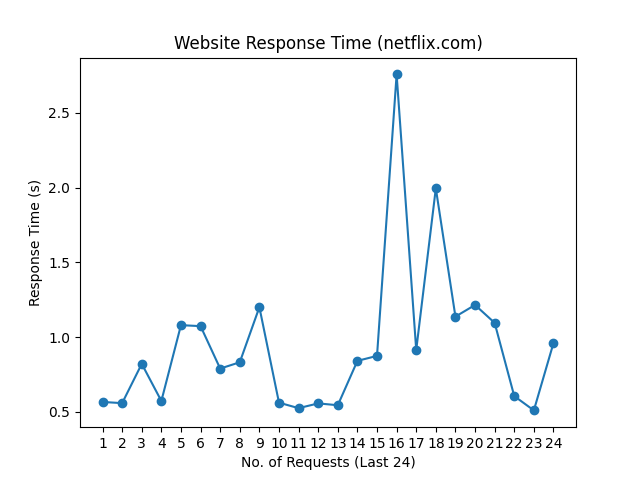 Website Response Time (netflix.com)
Response Time (s)
2.5
2.0
1.5
1.0
0.5
1 2 3 4 5 6 7 8 9 10 11 12 13 14 15 16 17 18 19 20 21 22 23 24
No. of Requests (Last 24)